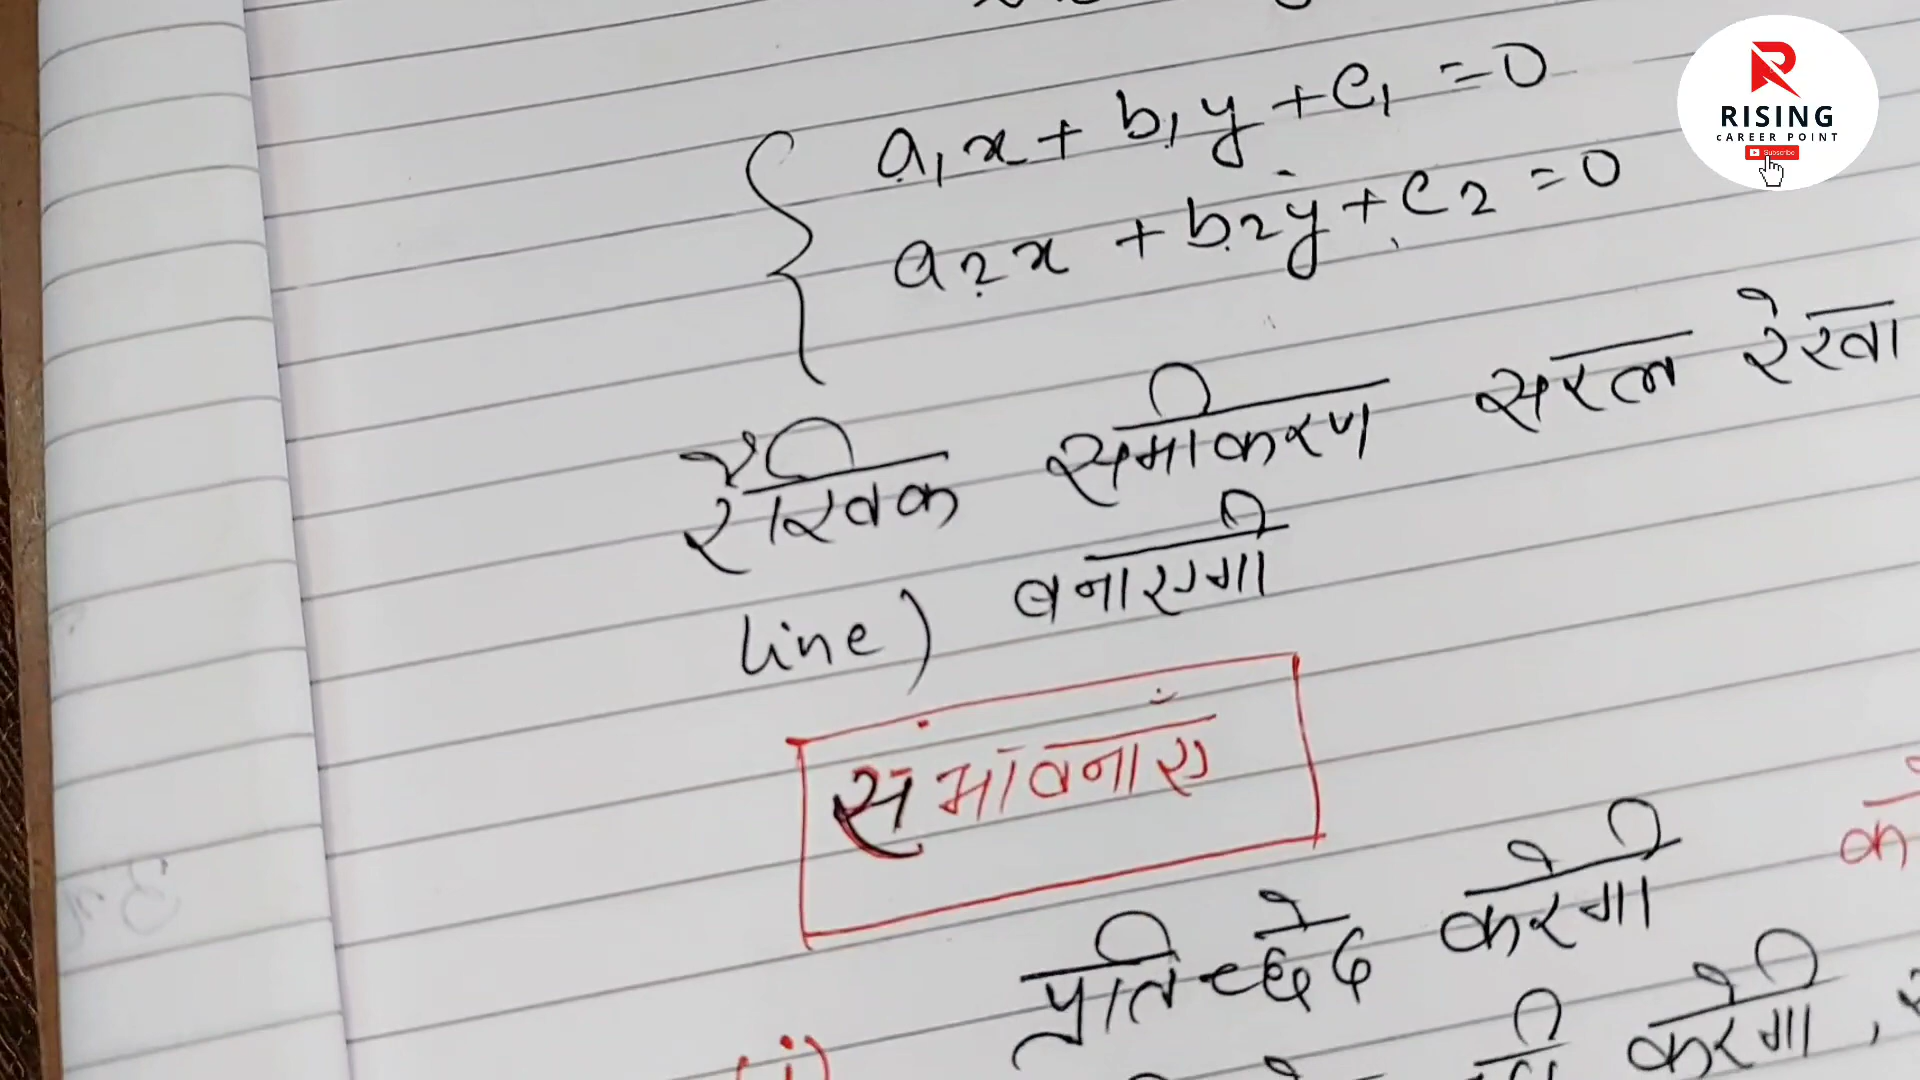 a₁x + b₁y + c₁ = 0
a₂x + b₂y + c₂ = 0
रैखिक समीकरण सरल रेखा
line) बनाएगी
संभावनाएं
प्रतिच्छेद करेगी
करेगी,
(i)
RISING
CAREER POINT
Subscribe